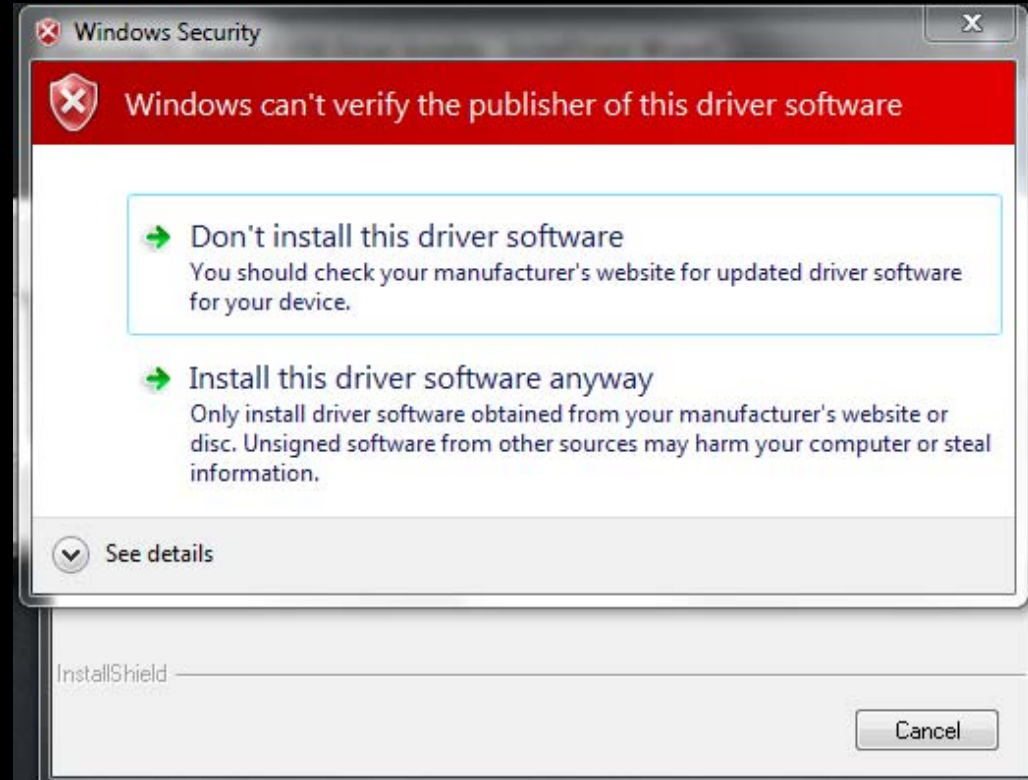 Windows Security
Windows can't verify the publisher of this driver software
Don't install this driver software
You should check your manufacturer's website for updated driver software
for your device.
Install this driver software anyway
Only install driver software obtained from your manufacturer's website or
disc. Unsigned software from other sources may harm your computer or steal
information.
See details
InstallShield
Cancel